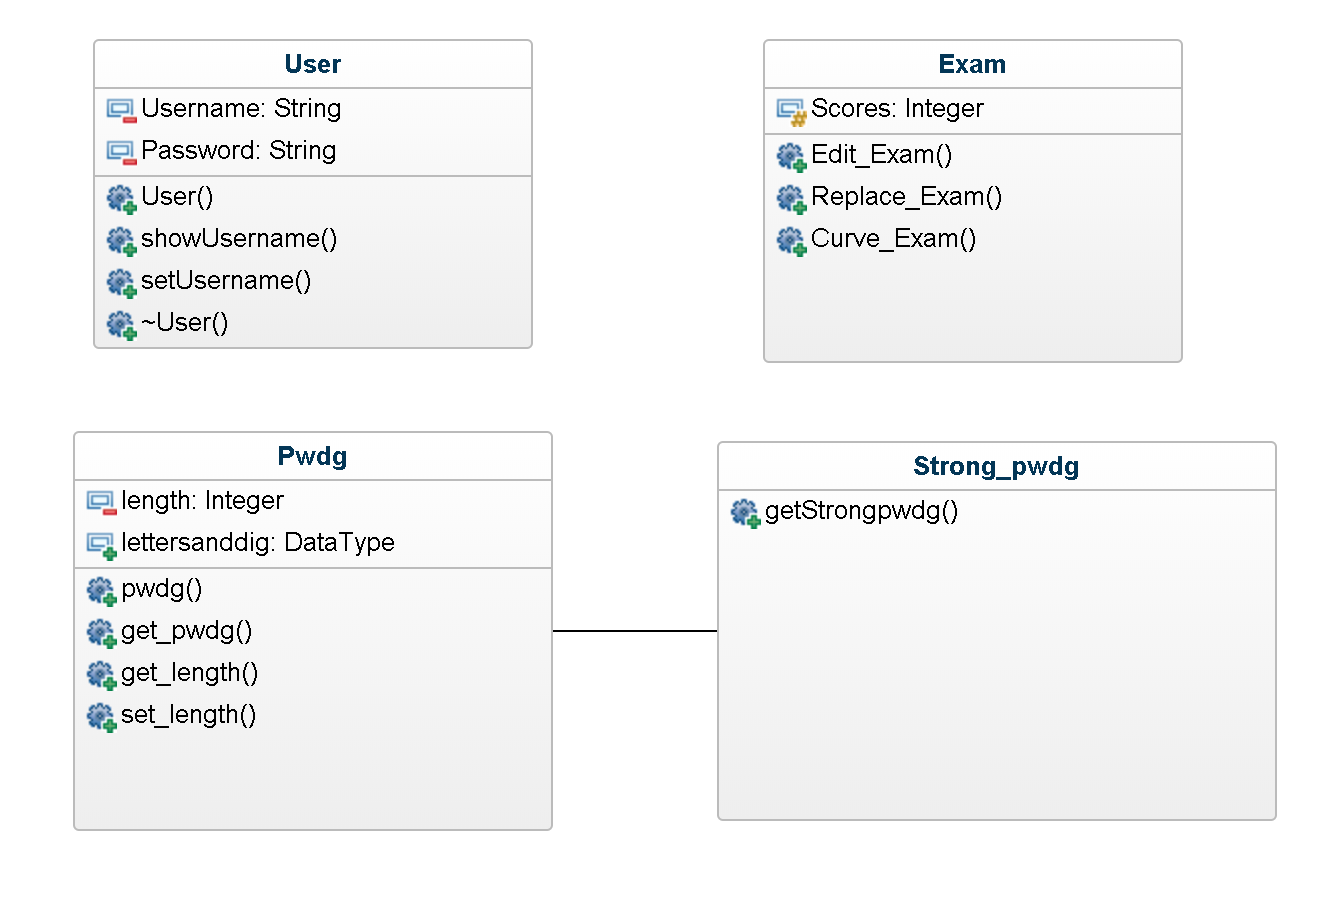 User
Username: String
Password: String
User()
showUsername()
setUsername()
~User()
Exam
Scores: Integer
Edit_Exam()
Replace_Exam()
Curve_Exam()
Pwdg
length: Integer
lettersanddig: DataType
pwdg()
get_pwdg()
get_length()
set_length()
Strong_pwdg
getStrongpwdg()